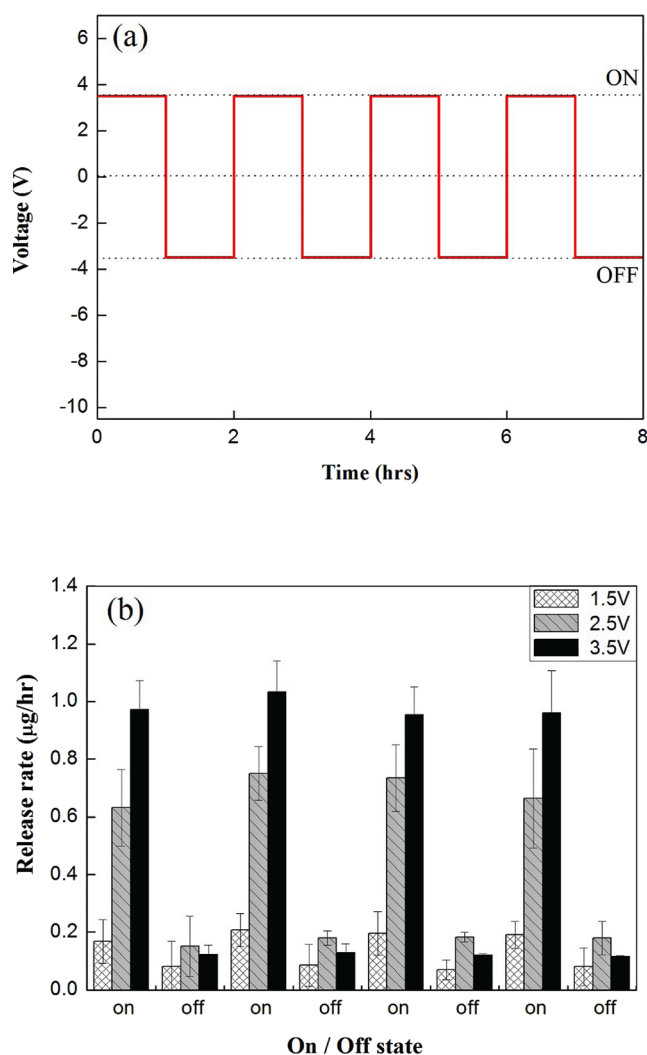 (a)
6
4
2
0
-2
-4
-6
-8
-10
Voltage (V)
ON
OFF
0 2 4 6 8
Time (hrs)
(b)
1.5V
2.5V
3.5V
1.4
1.2
1.0
0.8
0.6
0.4
0.2
0.0
Release rate (µg/hr)
on off on off on off on off
On / Off state